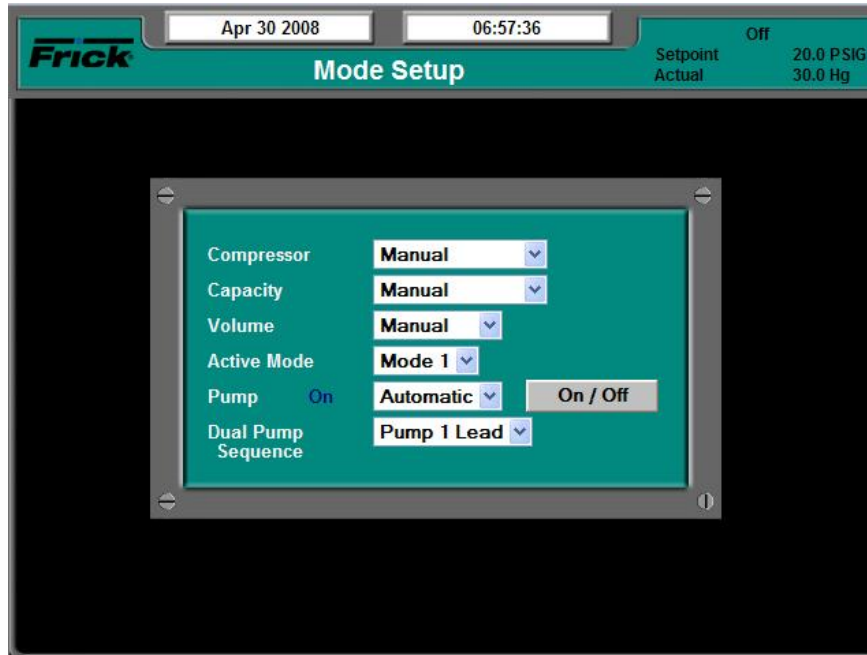 Apr 30 2008 06:57:36 Off
Frick Mode Setup Setpoint 20.0 PSIG
Actual 30.0 Hg
Compressor Manual
Capacity Manual
Volume Manual
Active Mode Mode 1
Pump On Automatic On / Off
Dual Pump Pump 1 Lead
Sequence